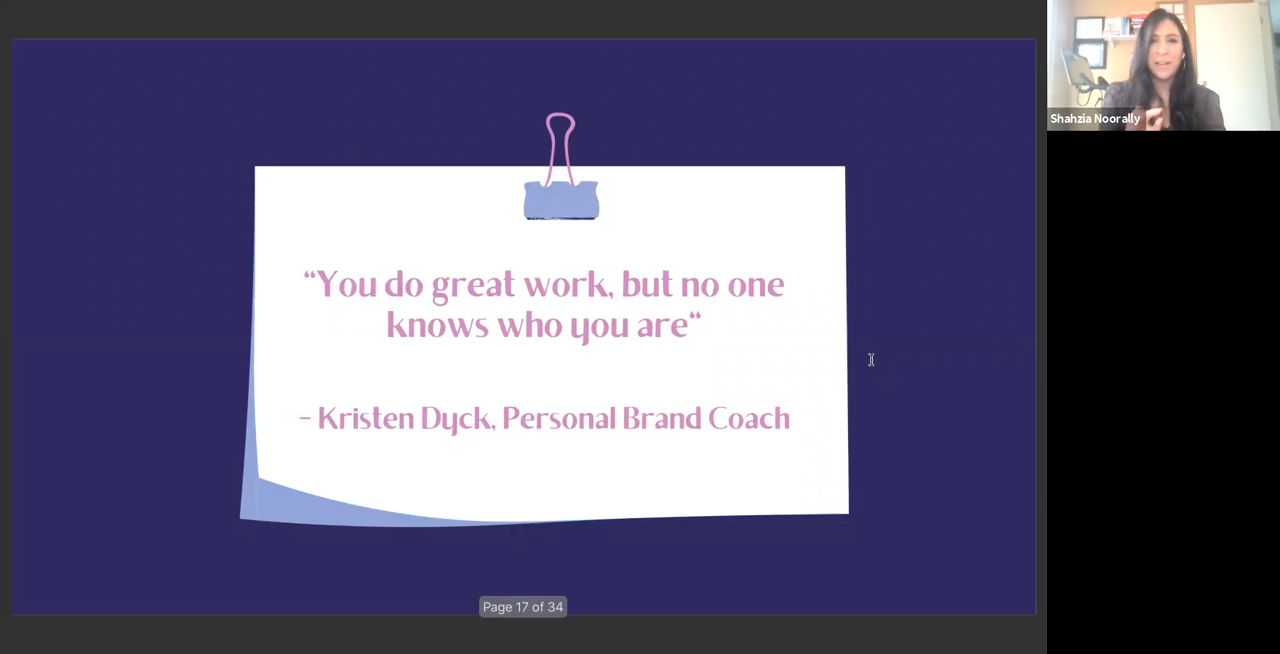 “You do great work, but no one
knows who you are“
- Kristen Dyck, Personal Brand Coach
Page 17 of 34
Shahzia Noorally